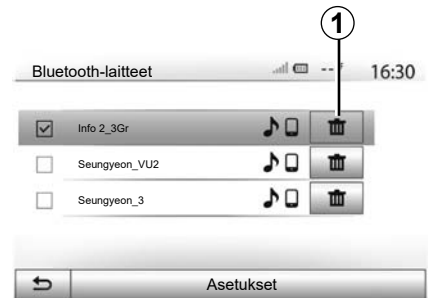 1
Bluetooth-laitteet -- ° 16:30
Info 2_3Gr
Seungyeon_VU2
Seungyeon_3
Asetukset